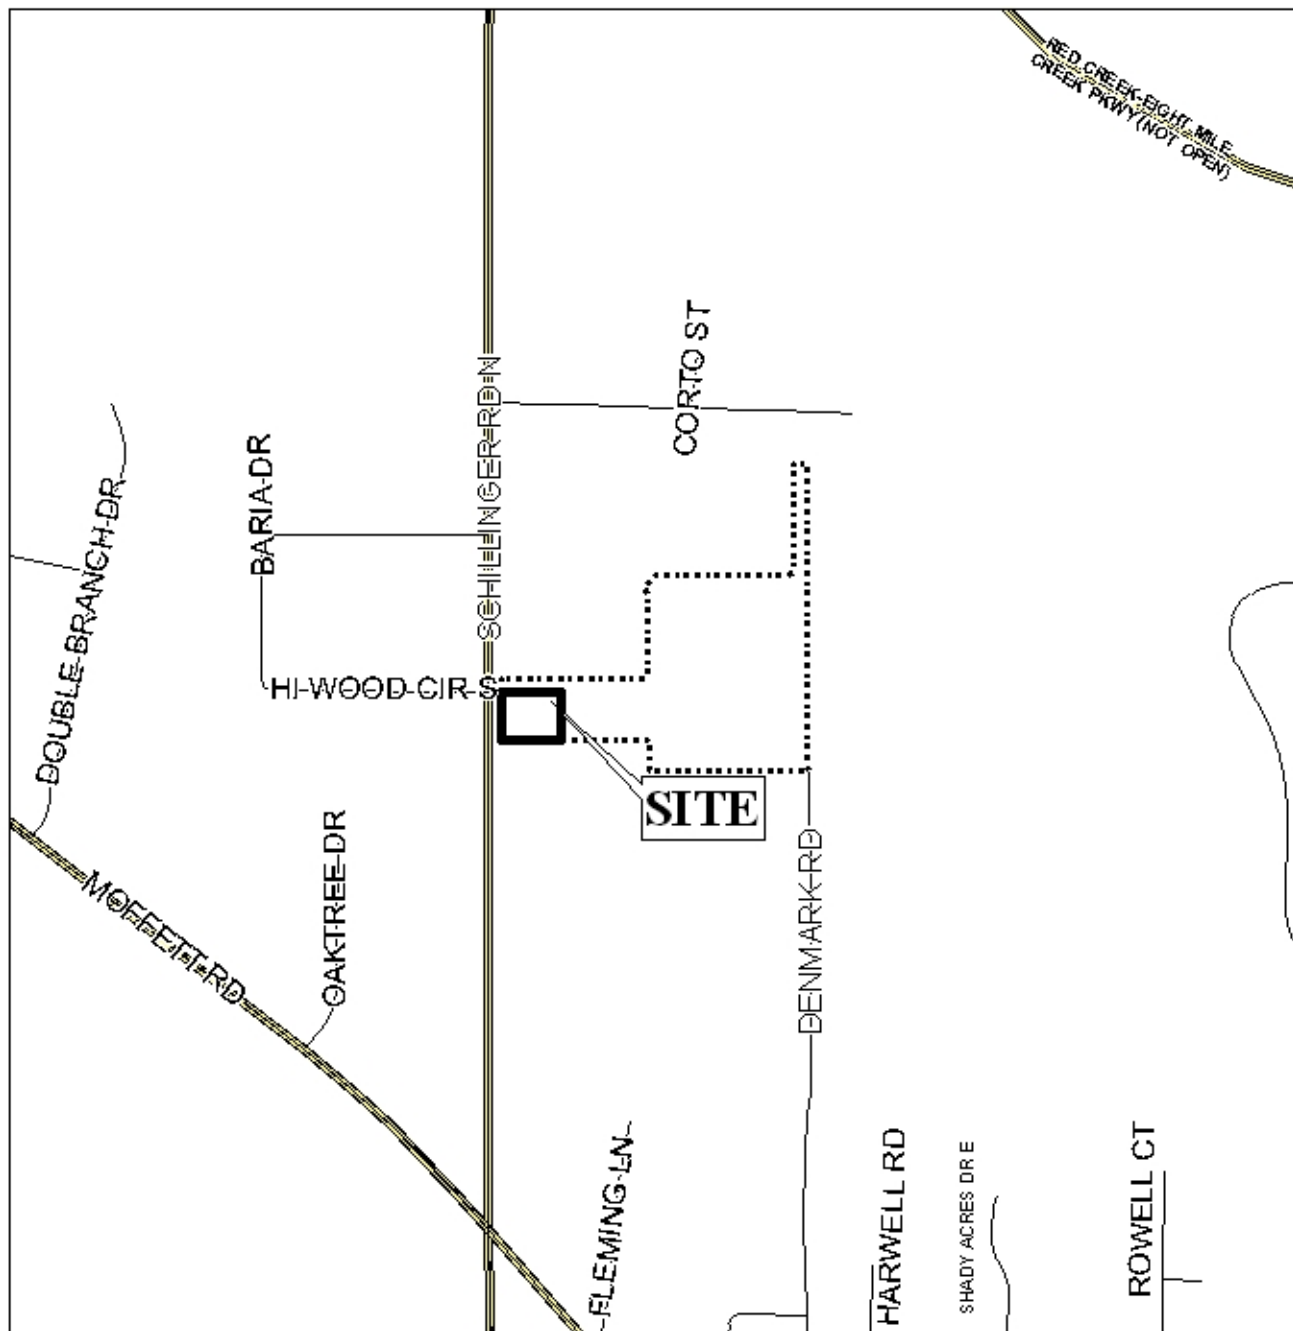 RED CREEK-EIGHT MILE
CREEK PKWY(NOT OPEN)
CORTO ST
SCHILLINGER RD N
BARIA DR
DOUBLE BRANCH DR
HI-WOOD CIR S
SITE
MOFFETT RD
OAKTREE DR
DENMARK RD
FLEMING LN
HARWELL RD
SHADY ACRES DR E
ROWELL CT